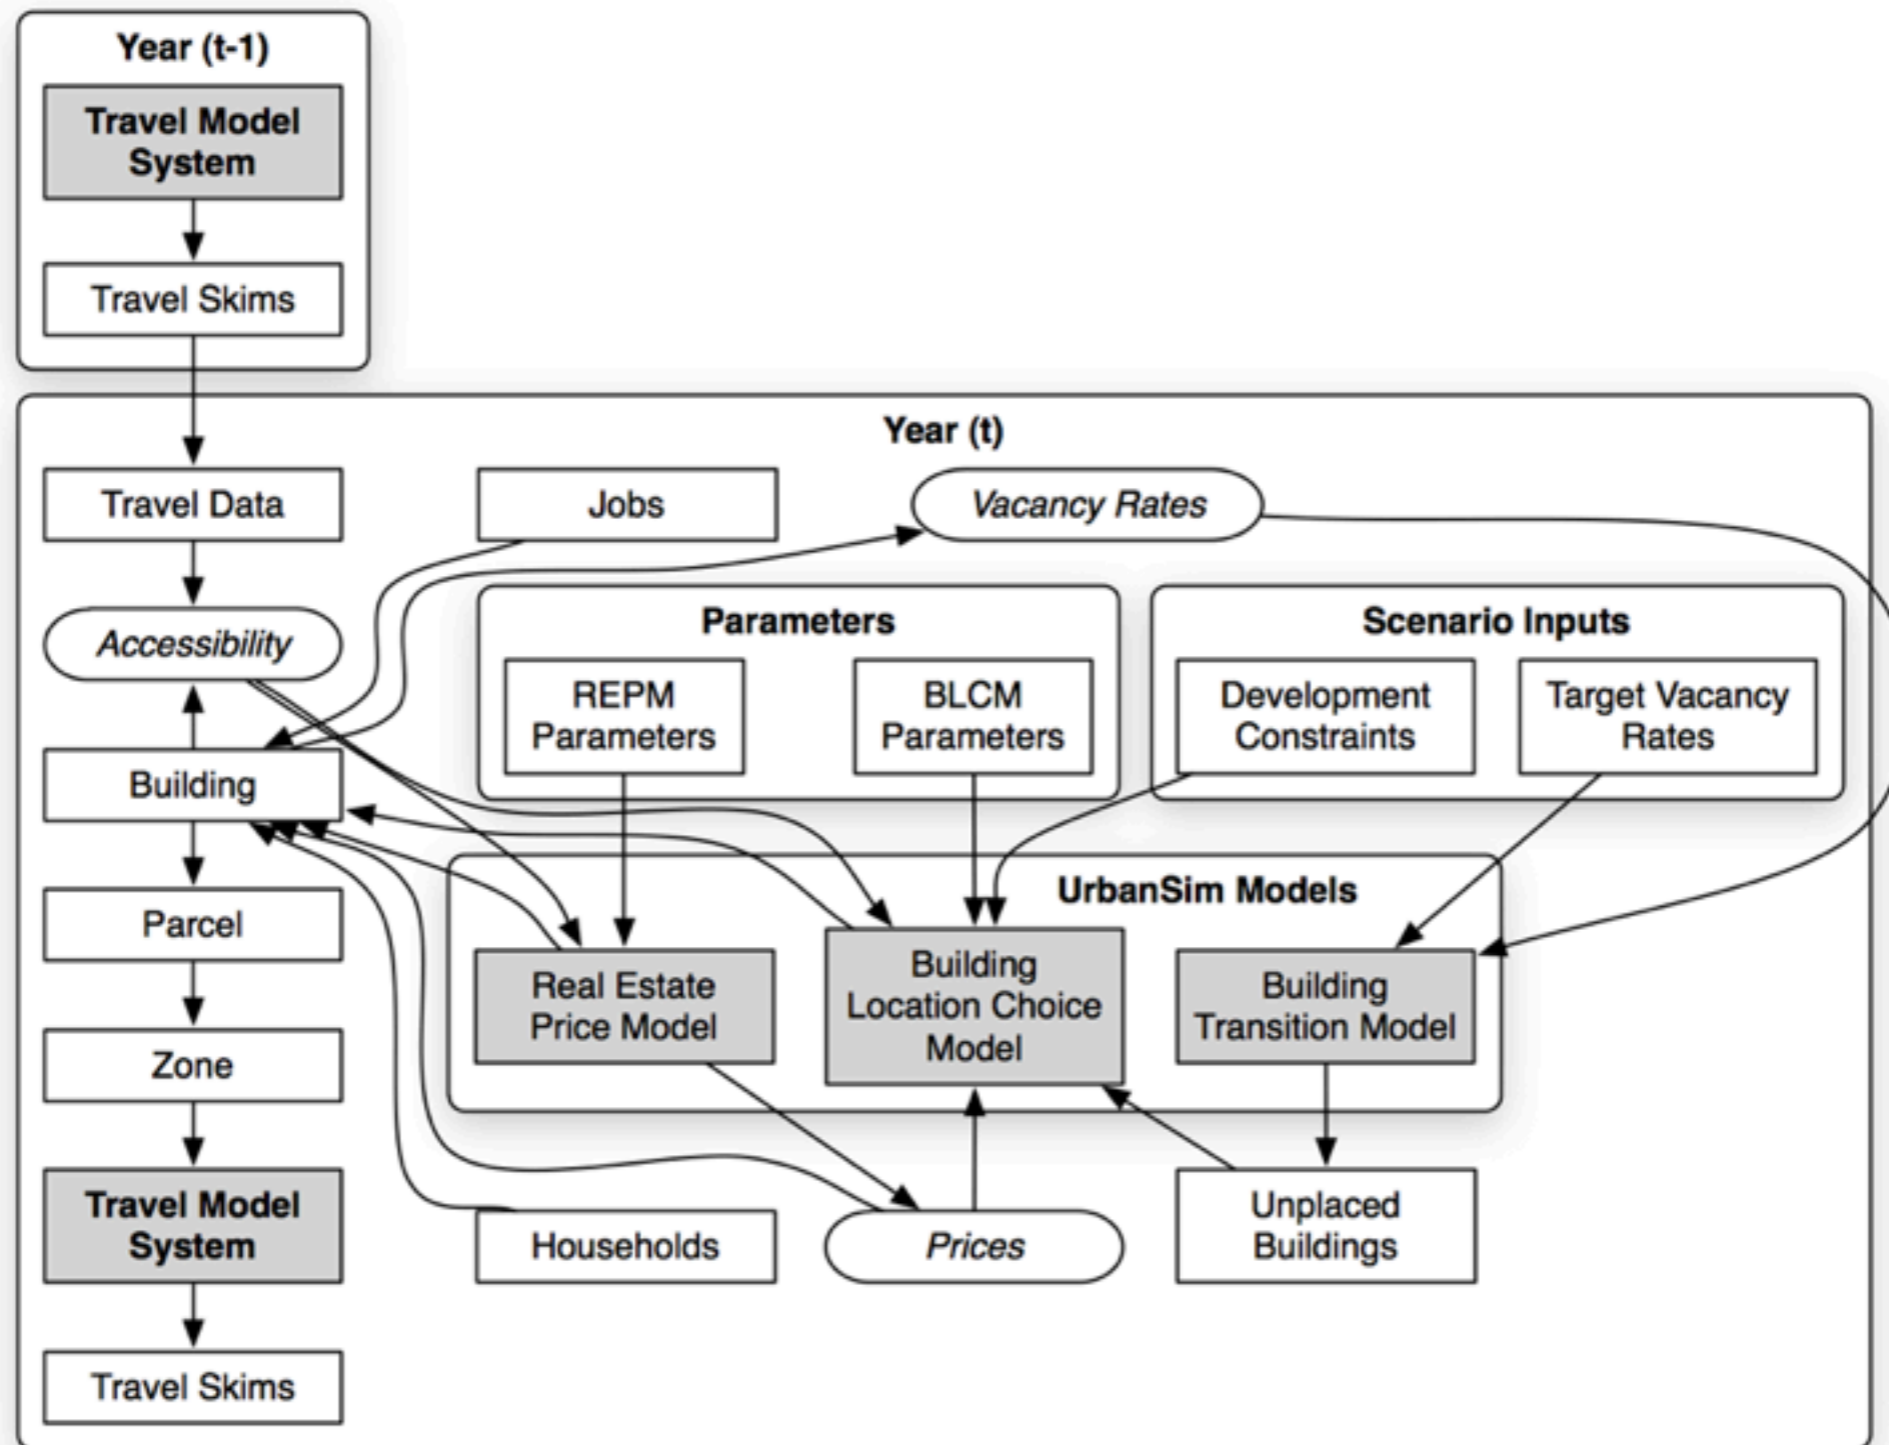 Year (t-1)
Travel Model
System
Travel Skims
Year (t)
Travel Data
Jobs
Vacancy Rates
Accessibility
Parameters
Scenario Inputs
REPM
Parameters
BLCM
Parameters
Development
Constraints
Target Vacancy
Rates
Building
UrbanSim Models
Parcel
Real Estate
Price Model
Building
Location Choice
Model
Building
Transition Model
Zone
Travel Model
System
Households
Prices
Unplaced
Buildings
Travel Skims